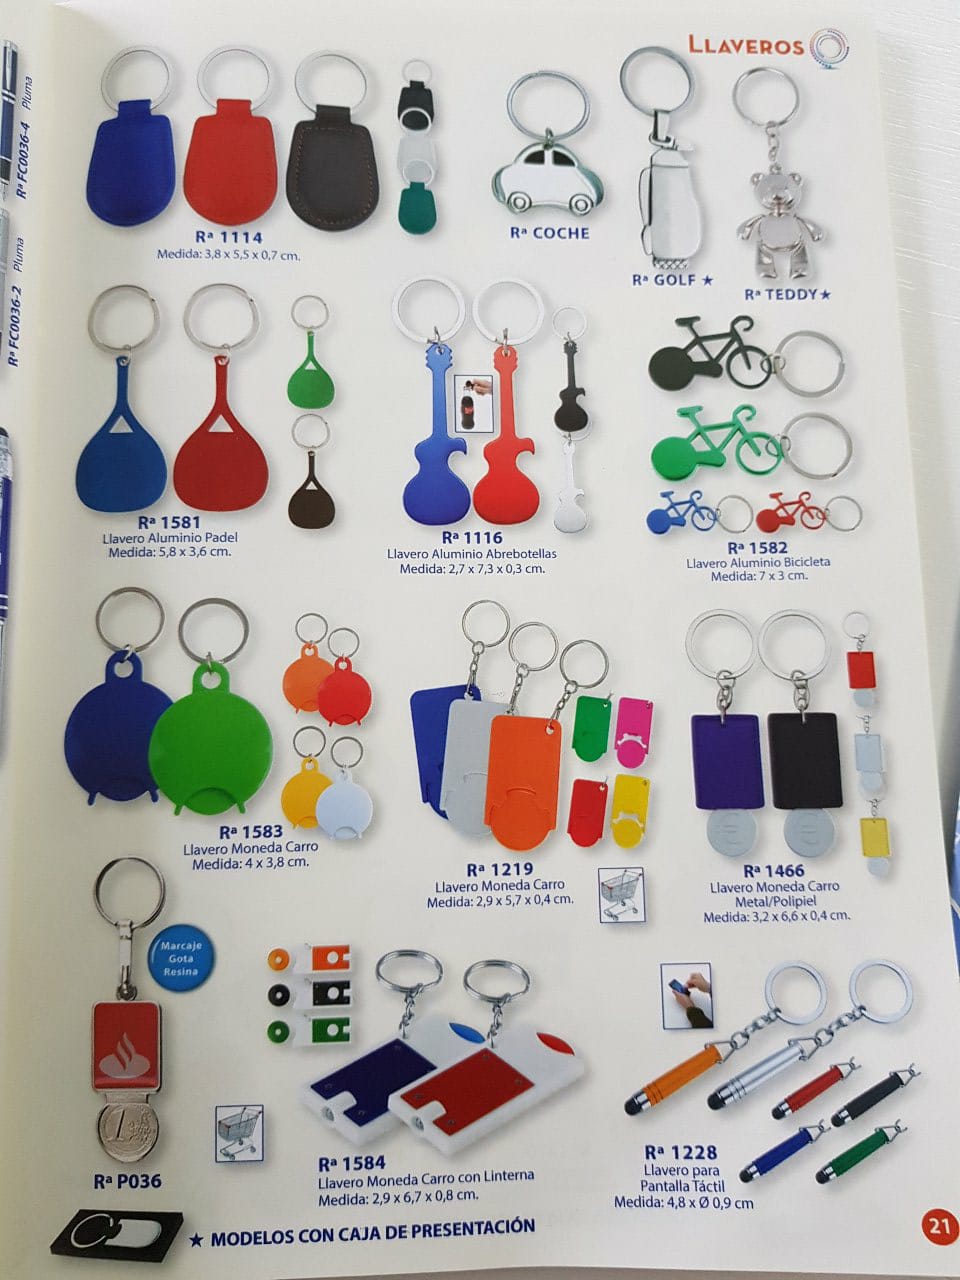 LLAVEROS
Rª FC0036-4 Pluma
Rª FC0036-2 Pluma
Rª 1114
Medida: 3,8 x 5,5 x 0,7 cm.
Rª COCHE
Rª GOLF ★
Rª TEDDY ★
Rª 1581
Llavero Aluminio Padel
Medida: 5,8 x 3,6 cm.
Rª 1116
Llavero Aluminio Abrebotellas
Medida: 2,7 x 7,3 x 0,3 cm.
Rª 1582
Llavero Aluminio Bicicleta
Medida: 7 x 3 cm.
Rª 1583
Llavero Moneda Carro
Medida: 4 x 3,8 cm.
Rª 1219
Llavero Moneda Carro
Medida: 2,9 x 5,7 x 0,4 cm.
Rª 1466
Llavero Moneda Carro
Metal/Polipiel
Medida: 3,2 x 6,6 x 0,4 cm.
Marcaje
Gota
Resina
1
Rª P036
Rª 1584
Llavero Moneda Carro con Linterna
Medida: 2,9 x 6,7 x 0,8 cm.
Rª 1228
Llavero para
Pantalla Táctil
Medida: 4,8 x Ø 0,9 cm
★ MODELOS CON CAJA DE PRESENTACIÓN
21